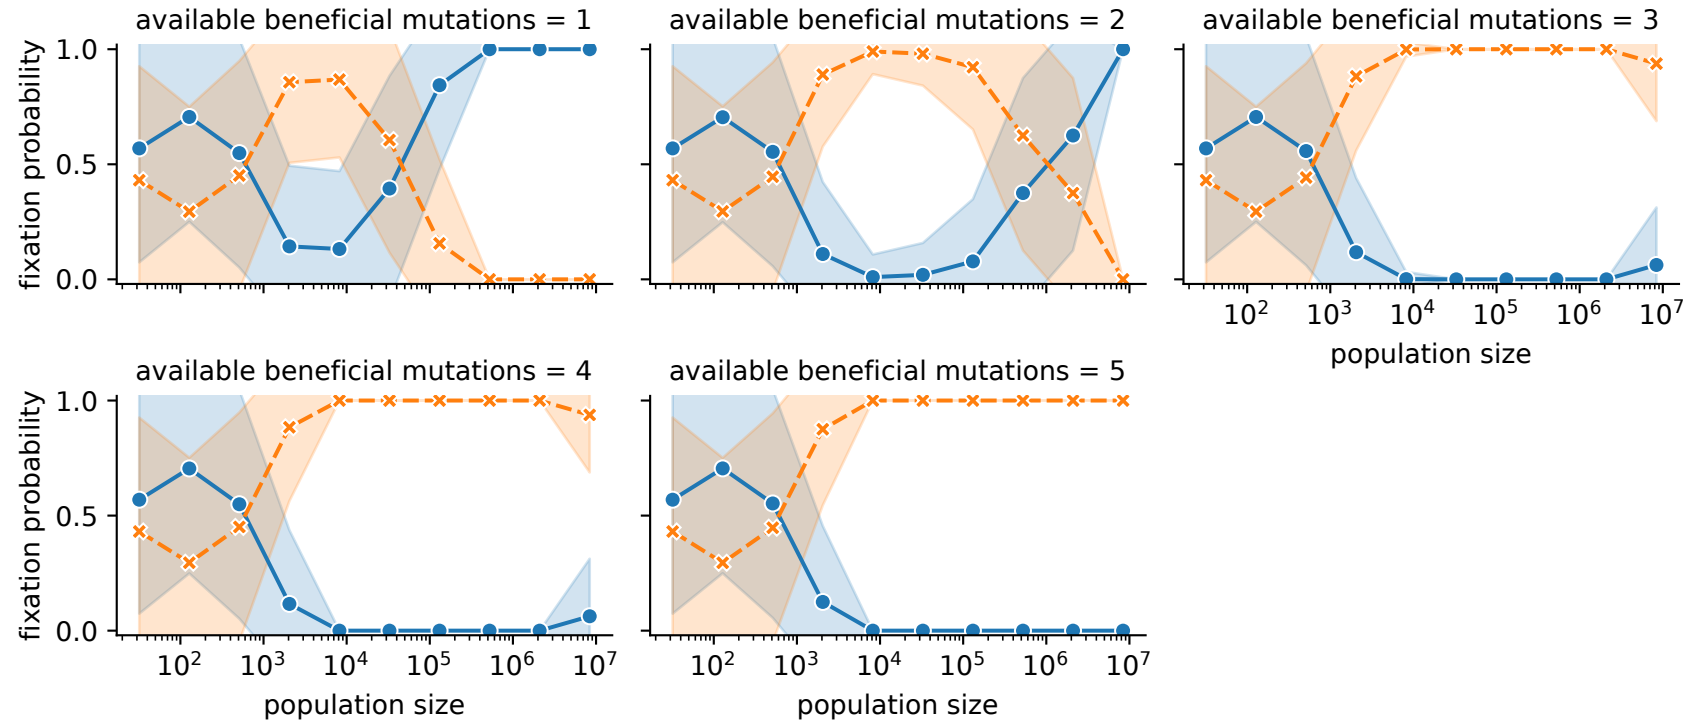 available beneficial mutations = 1
available beneficial mutations = 2
available beneficial mutations = 3
fixation probability
1.0
0.5
0.0
10²
10³
10⁴
10⁵
10⁶
10⁷
population size
available beneficial mutations = 4
available beneficial mutations = 5
fixation probability
1.0
0.5
0.0
10²
10³
10⁴
10⁵
10⁶
10⁷
population size
10²
10³
10⁴
10⁵
10⁶
10⁷
population size